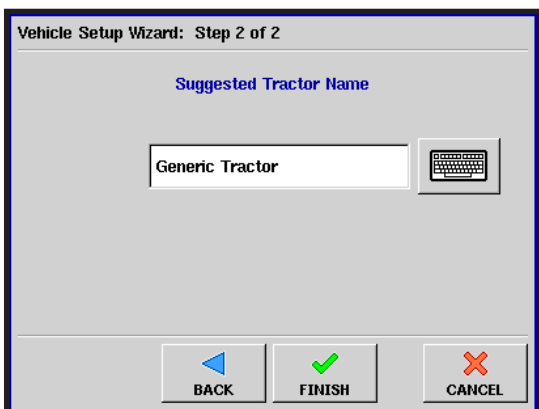 Vehicle Setup Wizard: Step 2 of 2
Suggested Tractor Name
Generic Tractor
BACK FINISH CANCEL